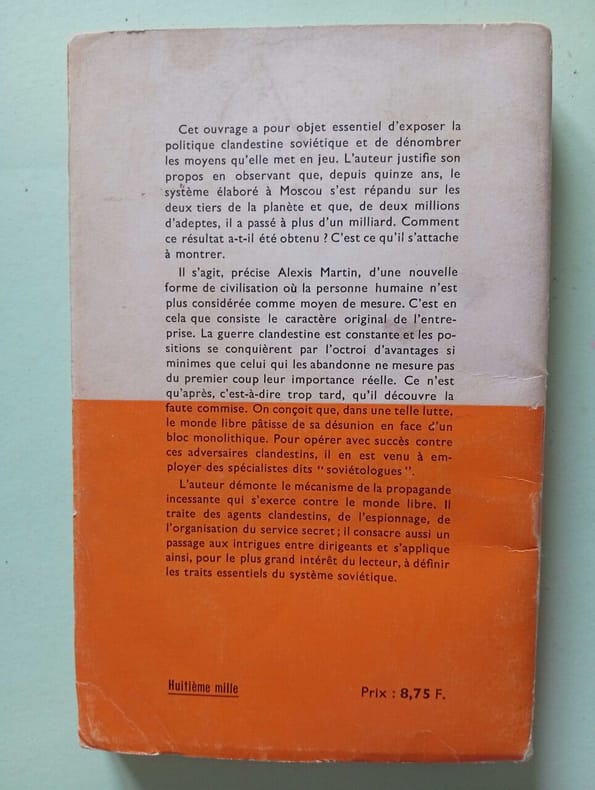 Cet ouvrage a pour objet essentiel d'exposer la
politique clandestine soviétique et de dénombrer
les moyens qu'elle met en jeu. L'auteur justifie son
propos en observant que, depuis quinze ans, le
système élaboré à Moscou s'est répandu sur les
deux tiers de la planète et que, de deux millions
d'adeptes, il a passé à plus d'un milliard. Comment
ce résultat a-t-il été obtenu ? C'est ce qu'il s'attache
à montrer.
Il s'agit, précise Alexis Martin, d'une nouvelle
forme de civilisation où la personne humaine n'est
plus considérée comme moyen de mesure. C'est en
cela que consiste le caractère original de l'entre-
prise. La guerre clandestine est constante et les po-
sitions se conquièrent par l'octroi d'avantages si
minimes que celui qui les abandonne ne mesure pas
du premier coup leur importance réelle. Ce n'est
qu'après, c'est-à-dire trop tard, qu'il découvre la
faute commise. On conçoit que, dans une telle lutte,
le monde libre pâtisse de sa désunion en face d'un
bloc monolithique. Pour opérer avec succès contre
ces adversaires clandestins, il en est venu à em-
ployer des spécialistes dits "soviétologues".
L'auteur démonte le mécanisme de la propagande
incessante qui s'exerce contre le monde libre. Il
traite des agents clandestins, de l'espionnage, de
l'organisation du service secret ; il consacre aussi un
passage aux intrigues entre dirigeants et s'applique
ainsi, pour le plus grand intérêt du lecteur, à définir
les traits essentiels du système soviétique.
Huitième mille
Prix : 8,75 F.